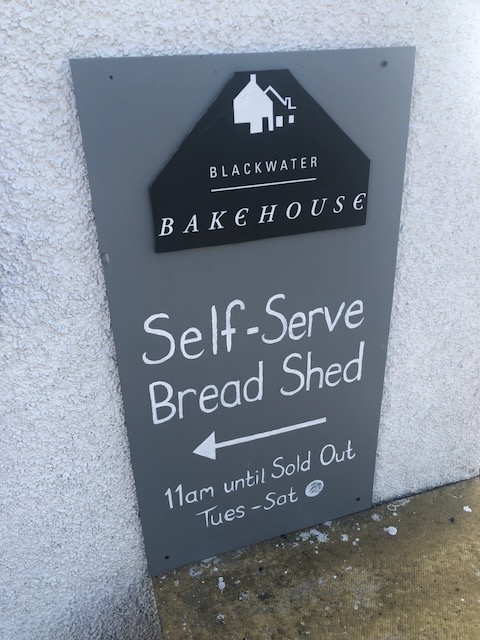 BLACKWATER
BAKEHOUSE
Self-Serve
Bread Shed
11am until Sold Out
Tues-Sat